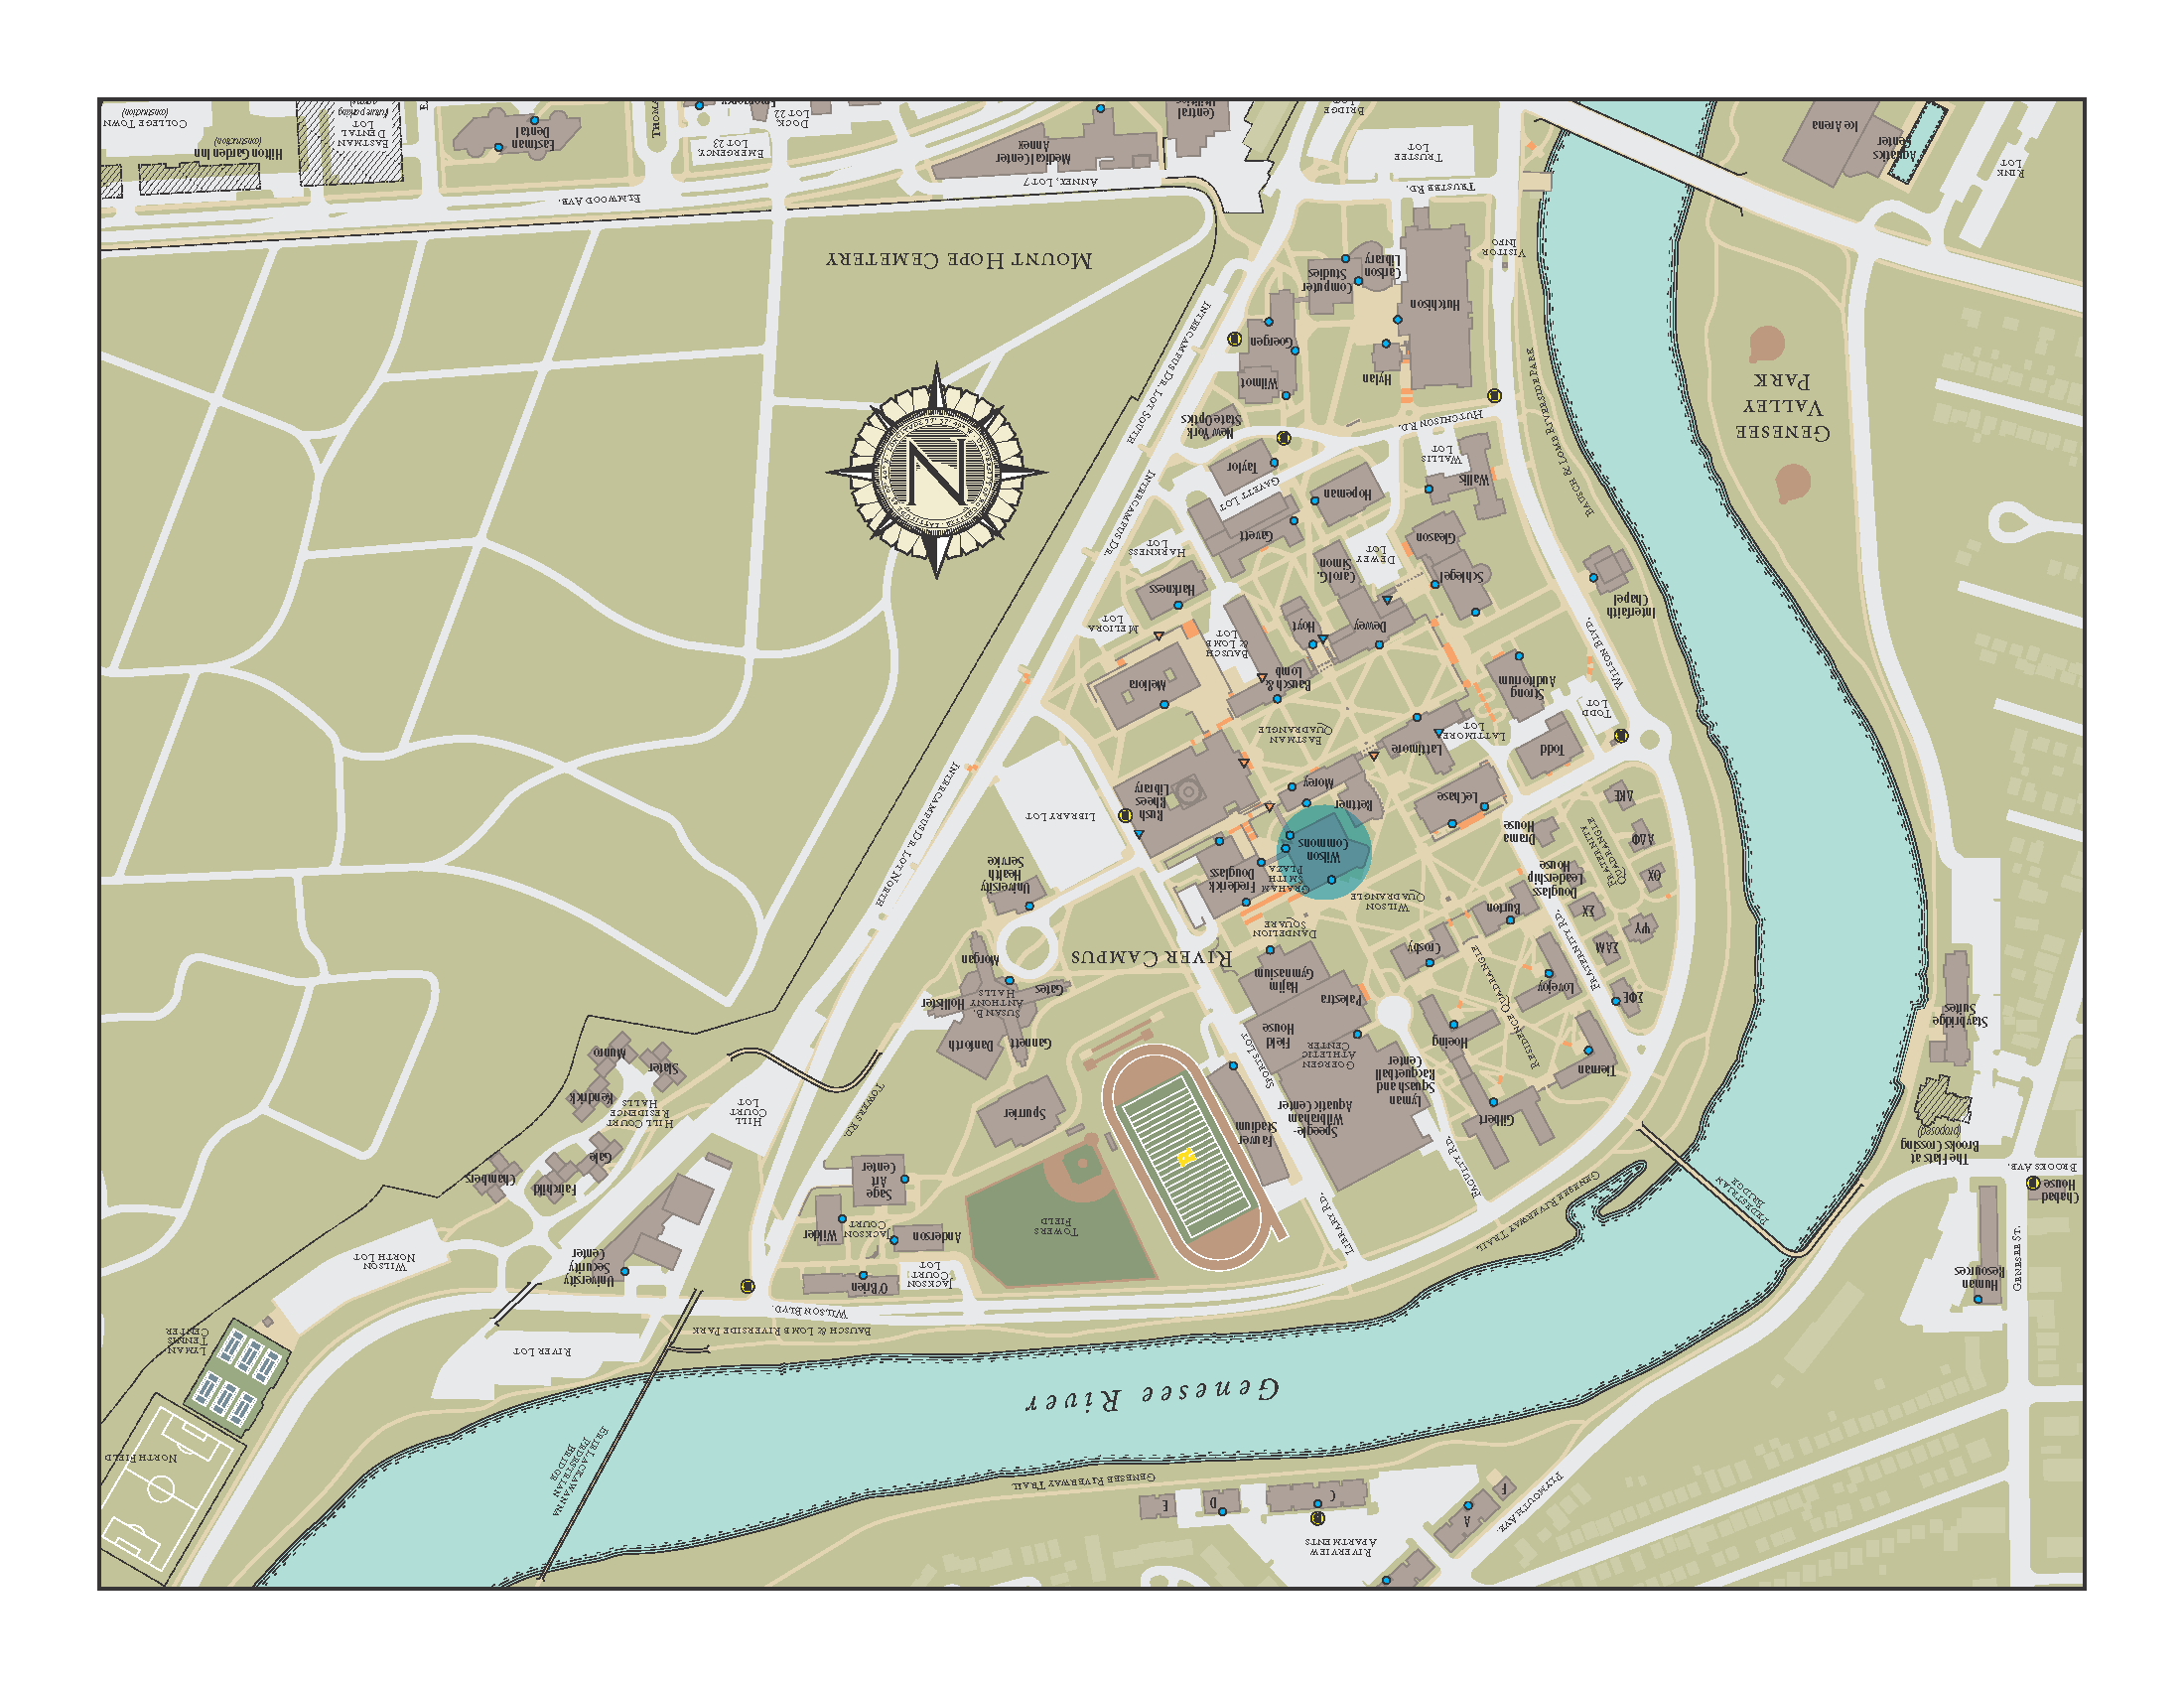 RIVERVIEW
APARTMENTS
A
F
C
D
E
PLYMOUTH AVE.
GENESEE RIVERWAY TRAIL
ERIE LACKAWANNA
PEDESTRIAN
BRIDGE
NORTH FIELD
Genesee River
LYMAN
TENNIS
CENTER
RIVER LOT
BAUSCH & LOMB RIVERSIDE PARK
WILSON BLVD.
Human
Resources
GENESEE ST.
Chabad
House
BROOKS AVE.
The Flats at
Brooks Crossing
(proposed)
PEDESTRIAN
BRIDGE
GENESEE RIVERWAY TRAIL
LIBRARY RD.
FACULTY RD.
TOWERS
FIELD
JACKSON
COURT
LOT
O'Brien
Anderson
JACKSON
COURT
Wilder
Sage
Art
Center
University
Security
Center
WILSON
NORTH LOT
Chambers
Fairchild
Gale
HILL COURT
RESIDENCE
HALLS
Kendrick
Munro
Slater
HILL
COURT
LOT
TOWERS RD.
Spurrier
Fauver
Stadium
SPORTS LOT
Speegle-
Wilbraham
Aquatic Center
Lyman
Squash and
Racquetball
Center
GOERGEN
ATHLETIC
CENTER
Field
House
Palestra
Hajim
Gymnasium
Gilbert
Tiernan
Hoeing
RESIDENCE QUADRANGLE
Lovejoy
Crosby
Burton
FRATERNITY RD.
ΣΦΕ
ΣΑΜ
ΨΥ
ΣΧ
ΘΧ
ΑΔΦ
ΔΚΕ
FRATERNITY
QUADRANGLE
Douglass
Leadership
House
Drama
House
Staybridge
Suites
Gannett
Danforth
SUSAN B.
ANTHONY
HALLS
Hollister
Gates
Morgan
RIVER CAMPUS
DANDELION
SQUARE
WILSON
QUADRANGLE
University
Health
Service
Frederick
Douglass
GRAHAM
SMITH
PLAZA
Wilson
Commons
INTERCAMPUS DR. LOT NORTH
LIBRARY LOT
Rush
Rhees
Library
Rettner
Morey
LeChase
Todd
TODD
LOT
LATTIMORE
LOT
Lattimore
EASTMAN
QUADRANGLE
Strong
Auditorium
WILSON BLVD.
Interfaith
Chapel
Meliora
MELIORA
LOT
Bausch &
Lomb
BAUSCH
& LOMB
LOT
Hoyt
Dewey
Schlegel
Gleason
Carol G.
Simon
DEWEY
LOT
Harkness
HARKNESS
LOT
INTERCAMPUS DR.
Gavett
GAVETT LOT
Hopeman
Taylor
Wallis
WALLIS
LOT
HUTCHISON RD.
BAUSCH & LOMB RIVERSIDE PARK
GENESEE
VALLEY
PARK
New York
State Optics
Wilmot
Goergen
Hylan
Hutchison
Computer
Studies
Carlson
Library
VISITOR
INFO
N
INTERCAMPUS DR. LOT SOUTH
MOUNT HOPE CEMETERY
TRUSTEE RD.
TRUSTEE
LOT
RINK
LOT
Aquatics
Center
Ice Arena
ELMWOOD AVE.
ANNEX, LOT 7
Medical Center
Annex
Central
Utilities
EMERGENCY,
LOT 23
DOCK,
LOT 22
Emergency
Eastman
Dental
EASTMAN
DENTAL
LOT
future parking
Hilton Garden Inn
(construction)
COLLEGE TOWN
(construction)